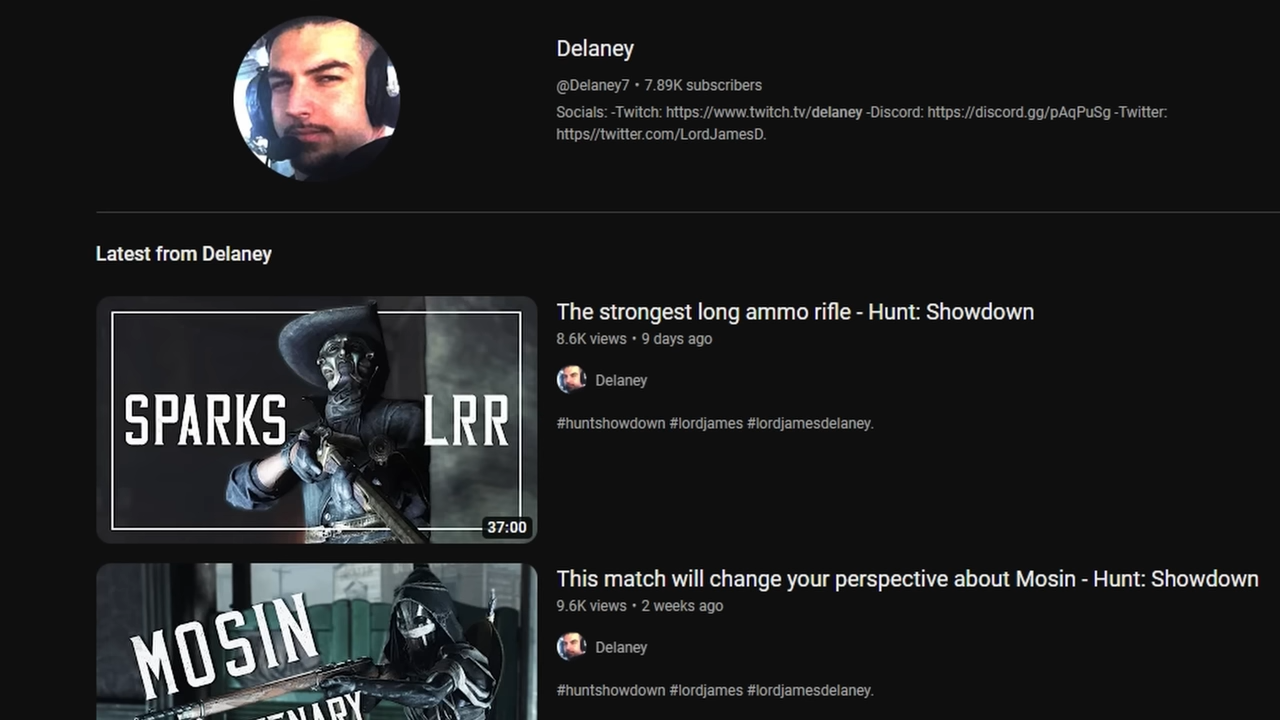 Delaney
@Delaney7 • 7.89K subscribers
Socials: -Twitch: https://www.twitch.tv/delaney -Discord: https://discord.gg/pAqPuSg -Twitter:
https//twitter.com/LordJamesD.
Latest from Delaney
SPARKS LRR
37:00
The strongest long ammo rifle - Hunt: Showdown
8.6K views • 9 days ago
Delaney
#huntshowdown #lordjames #lordjamesdelaney.
MOSIN
This match will change your perspective about Mosin - Hunt: Showdown
9.6K views • 2 weeks ago
Delaney
#huntshowdown #lordjames #lordjamesdelaney.